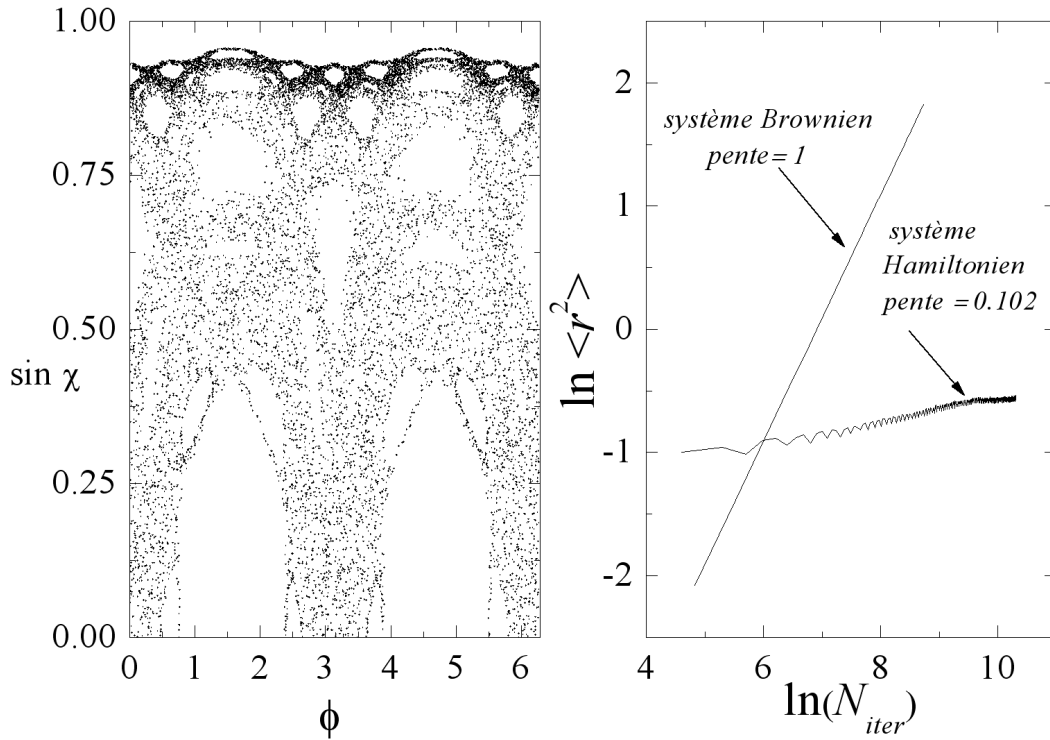 1.00
0.75
0.50
sin χ
0.25
0.00
0 1 2 3 4 5 6
ϕ
2
1
0
-1
-2
ln <r²>
système Brownien
pente=1
système
Hamiltonien
pente =0.102
4 6 8 10
ln(N_iter)